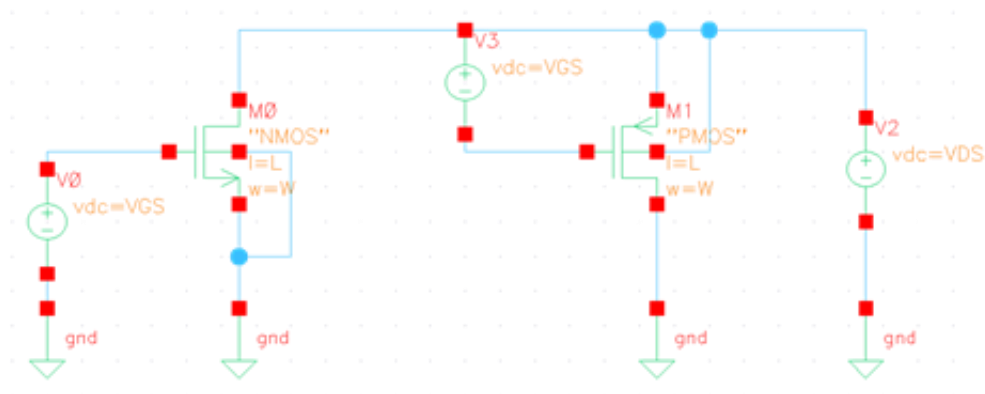 V3
vdc=VGS
M0
"NMOS"
l=L
w=W
M1
"PMOS"
l=L
w=W
V2
vdc=VDS
V0
vdc=VGS
gnd
gnd
gnd
gnd